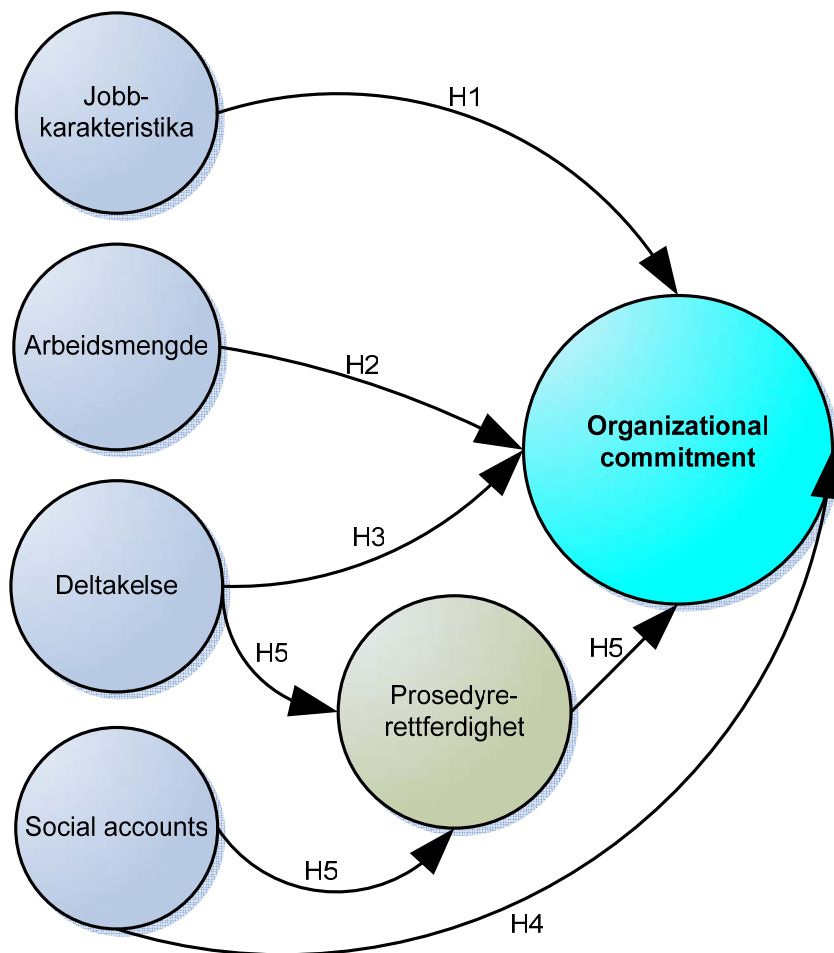 Jobb-
karakteristika
H1
Arbeidsmengde
H2
Organizational
commitment
H3
Deltakelse
H5
H5
Prosedyre-
rettferdighet
Social accounts
H5
H4